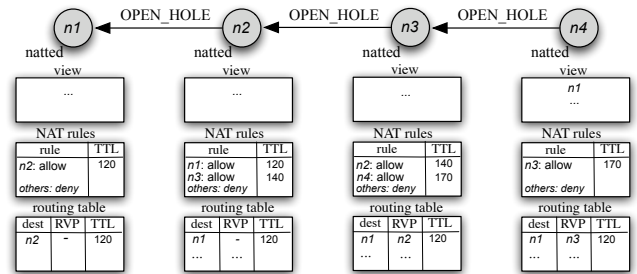 OPEN_HOLE OPEN_HOLE OPEN_HOLE
n1 n2 n3 n4
natted natted natted natted
view view view view
... ... ... n1
...
NAT rules NAT rules NAT rules NAT rules
rule TTL rule TTL rule TTL rule TTL
n2: allow 120 n1: allow 120 n2: allow 140 n3: allow 170
n3: allow 140 n4: allow 170
others: deny others: deny others: deny others: deny
routing table routing table routing table routing table
dest RVP TTL dest RVP TTL dest RVP TTL dest RVP TTL
n2 - 120 n1 - 120 n1 n2 120 n1 n3 120
... ... ... ... ... ...